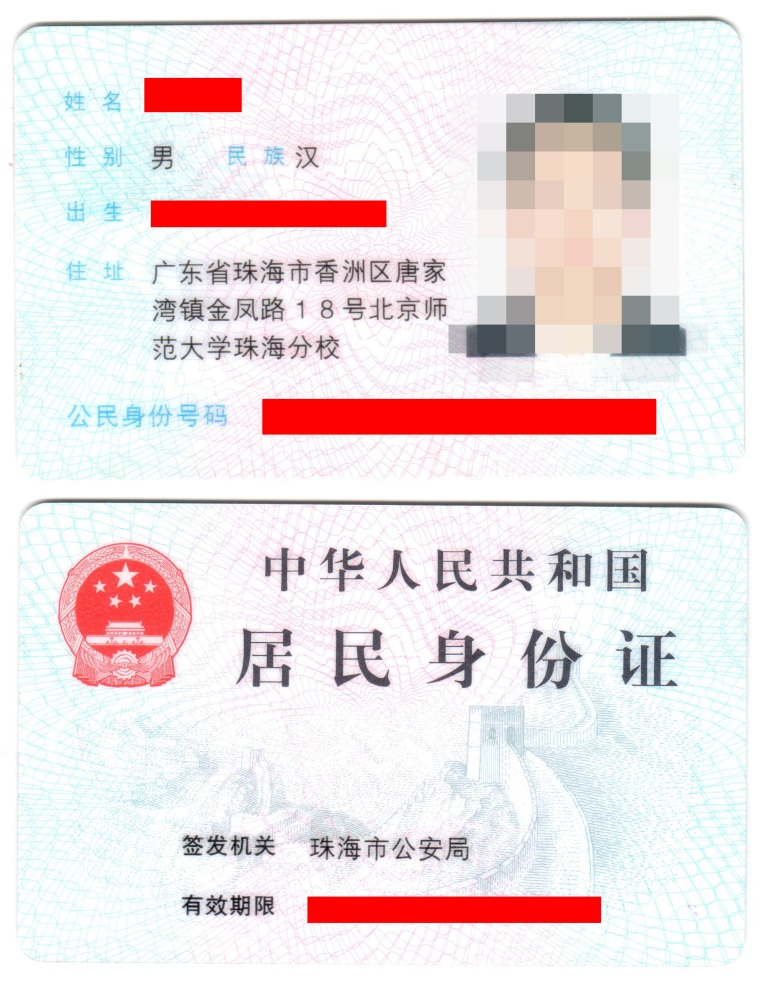 姓名
性别 男 民族 汉
出生
住址 广东省珠海市香洲区唐家
湾镇金凤路18号北京师
范大学珠海分校
公民身份号码
中华人民共和国
居民身份证
签发机关 珠海市公安局
有效期限